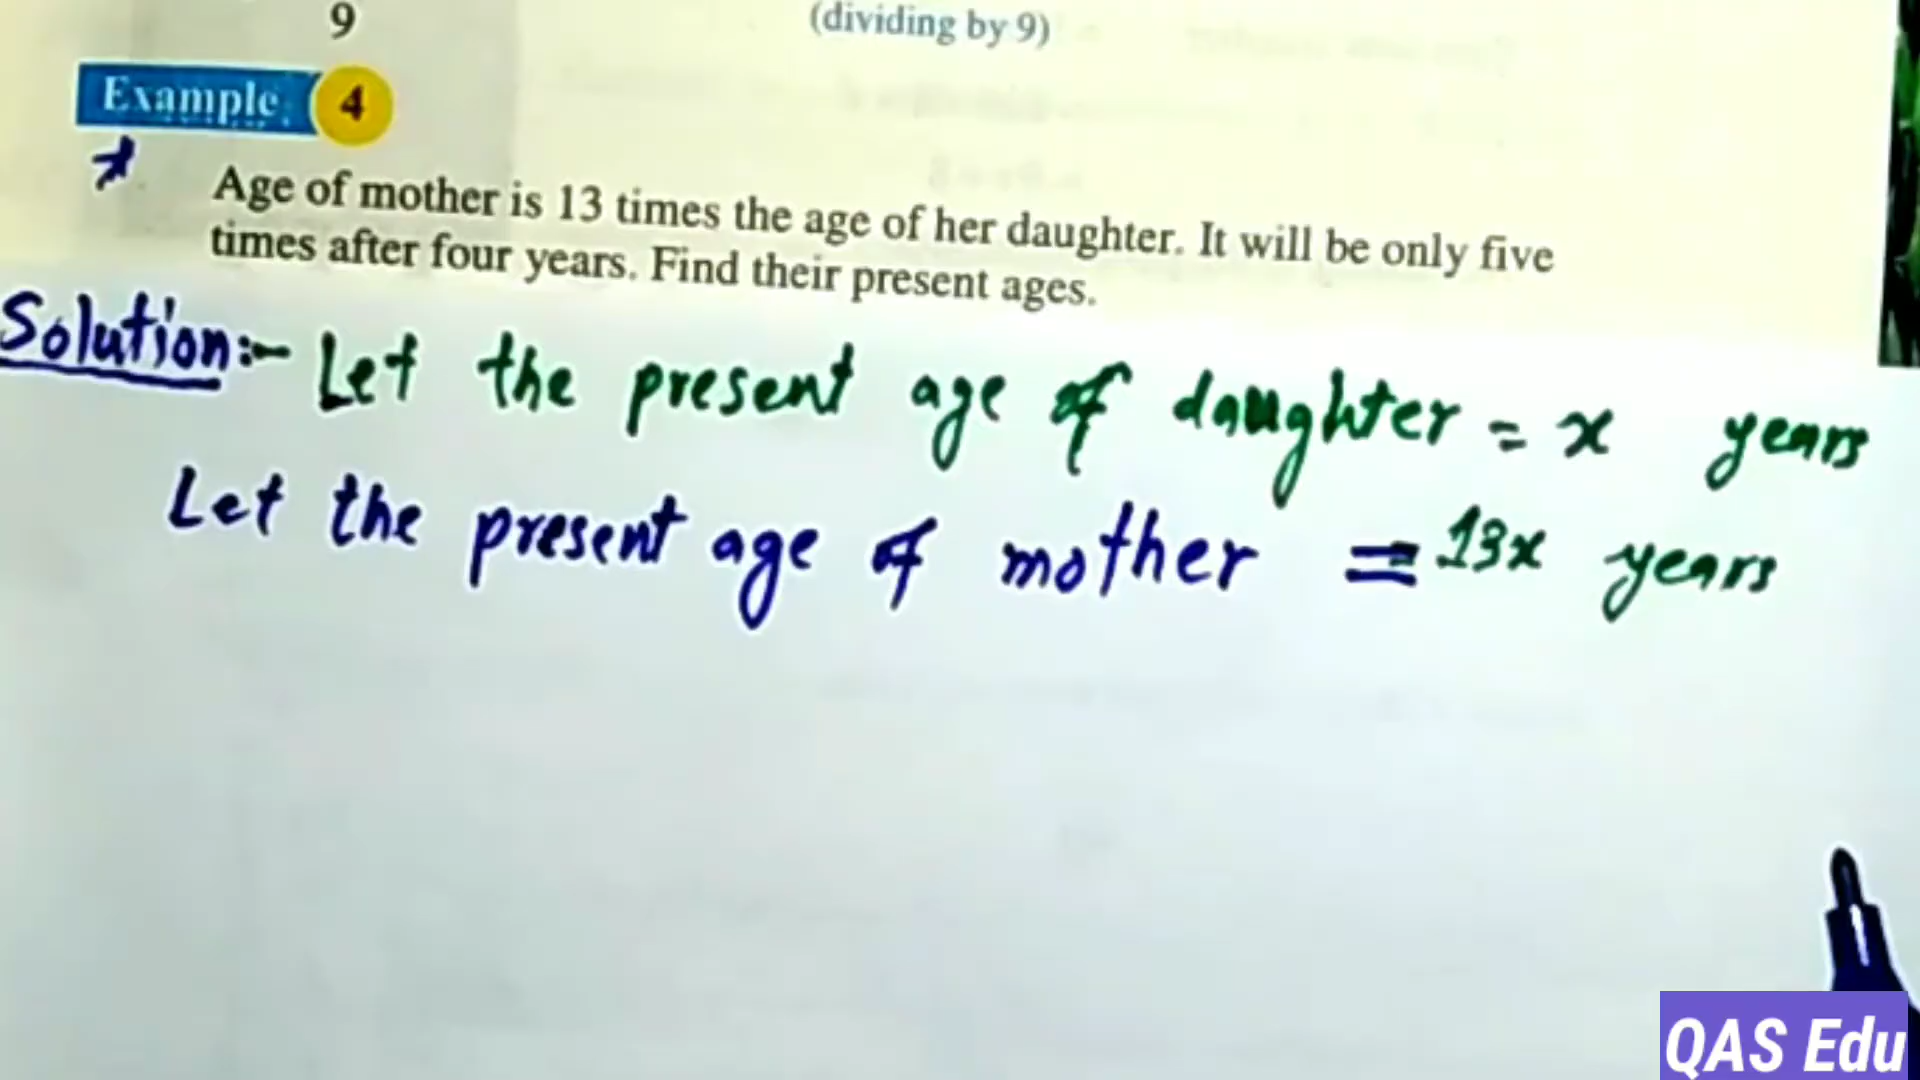 9
(dividing by 9)
Example 4
Age of mother is 13 times the age of her daughter. It will be only five
times after four years. Find their present ages.
Solution:- Let the present age of daughter = x years
Let the present age of mother = 13x years
QAS Edu